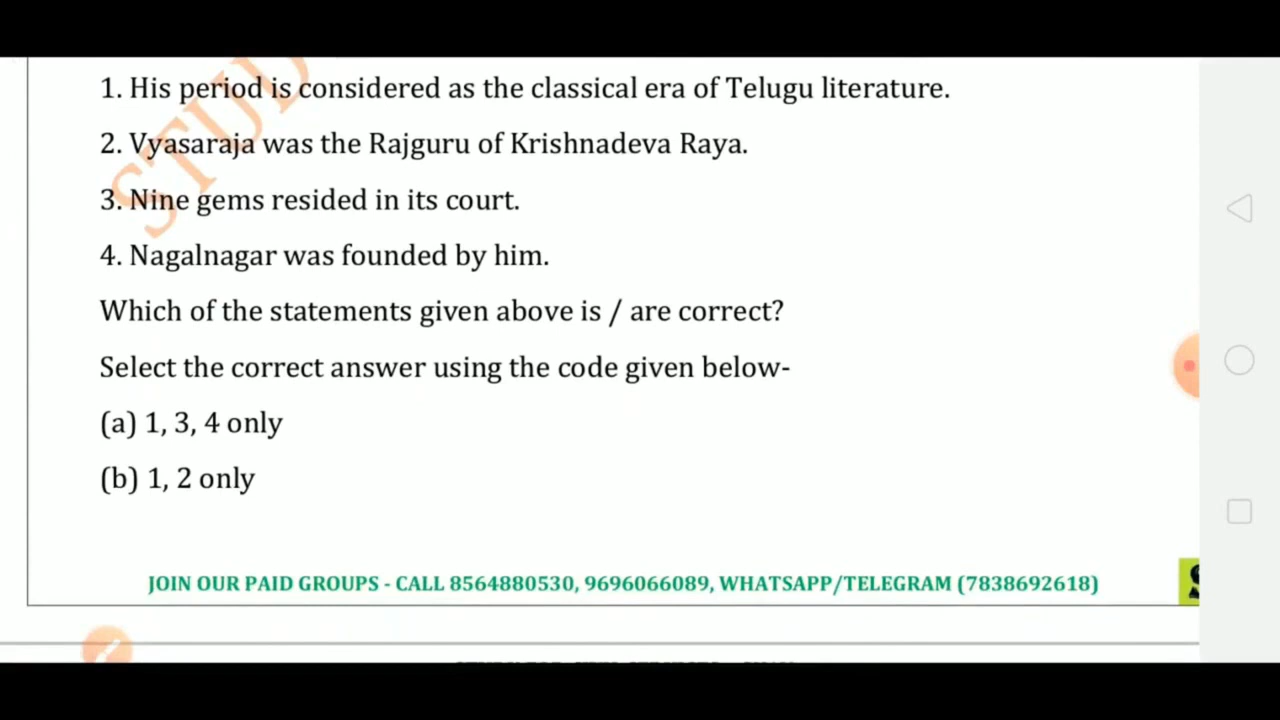 1. His period is considered as the classical era of Telugu literature.
2. Vyasaraja was the Rajguru of Krishnadeva Raya.
3. Nine gems resided in its court.
4. Nagalnagar was founded by him.
Which of the statements given above is / are correct?
Select the correct answer using the code given below-
(a) 1, 3, 4 only
(b) 1, 2 only
JOIN OUR PAID GROUPS - CALL 8564880530, 9696066089, WHATSAPP/TELEGRAM (7838692618)